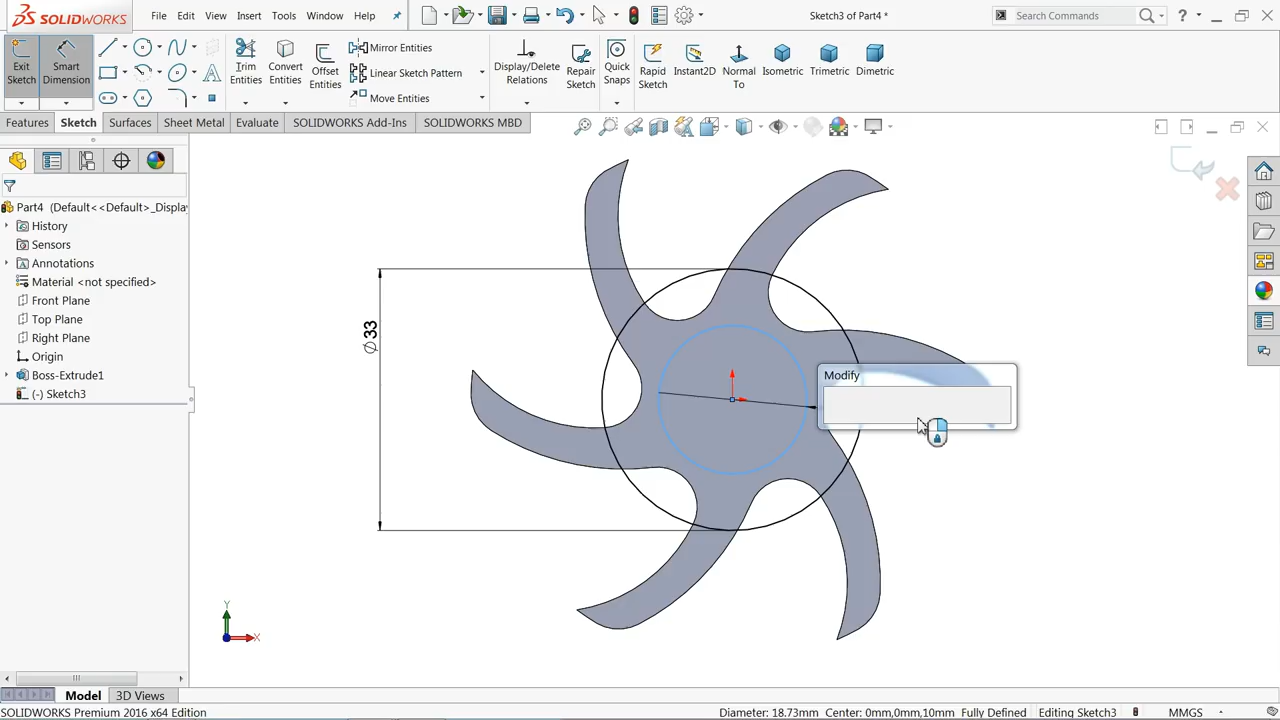 SOLIDWORKS
File Edit View Insert Tools Window Help
Sketch3 of Part4 *
Search Commands
?
Exit Sketch
Smart Dimension
Trim Entities
Convert Entities
Offset Entities
Mirror Entities
Linear Sketch Pattern
Move Entities
Display/Delete Relations
Repair Sketch
Quick Snaps
Rapid Sketch
Instant2D
Normal To
Isometric
Trimetric
Dimetric
Features Sketch Surfaces Sheet Metal Evaluate SOLIDWORKS Add-Ins SOLIDWORKS MBD
Part4 (Default<<Default>_Displa
History
Sensors
Annotations
Material <not specified>
Front Plane
Top Plane
Right Plane
Origin
Boss-Extrude1
(-) Sketch3
∅33
Modify
Y
X
Model 3D Views
SOLIDWORKS Premium 2016 x64 Edition
Diameter: 18.73mm Center: 0mm,0mm,10mm Fully Defined Editing Sketch3 MMGS